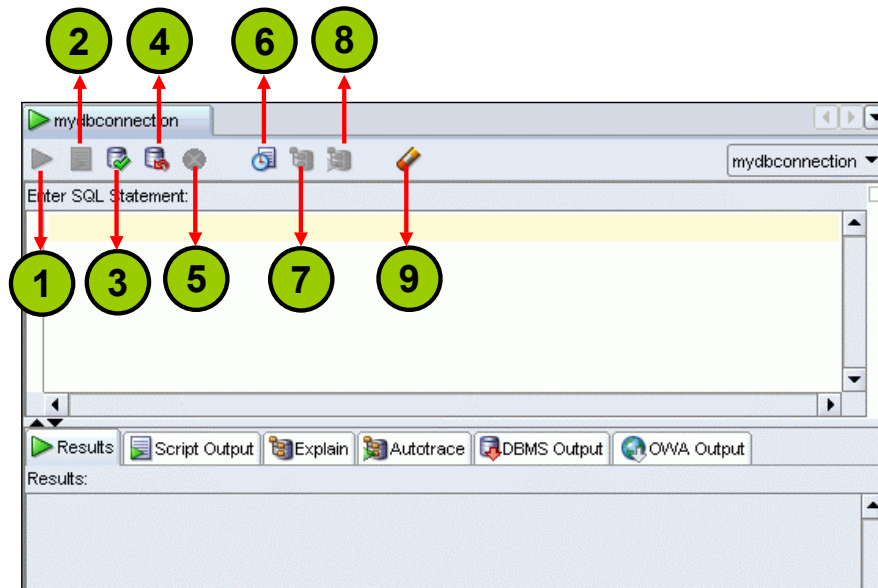 2 4 6 8
mydbconnection
mydbconnection
Enter SQL Statement:
1 3 5 7 9
Results Script Output Explain Autotrace DBMS Output OWA Output
Results: